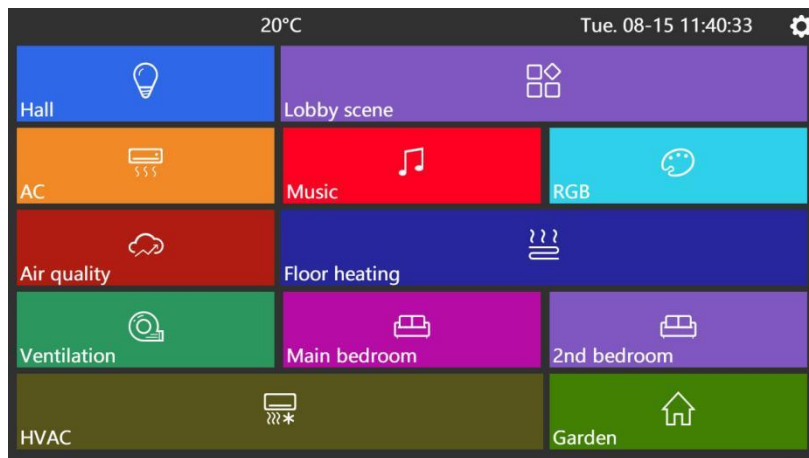 20°C
Tue. 08-15 11:40:33
Hall
Lobby scene
AC
Music
RGB
Air quality
Floor heating
Ventilation
Main bedroom
2nd bedroom
HVAC
Garden